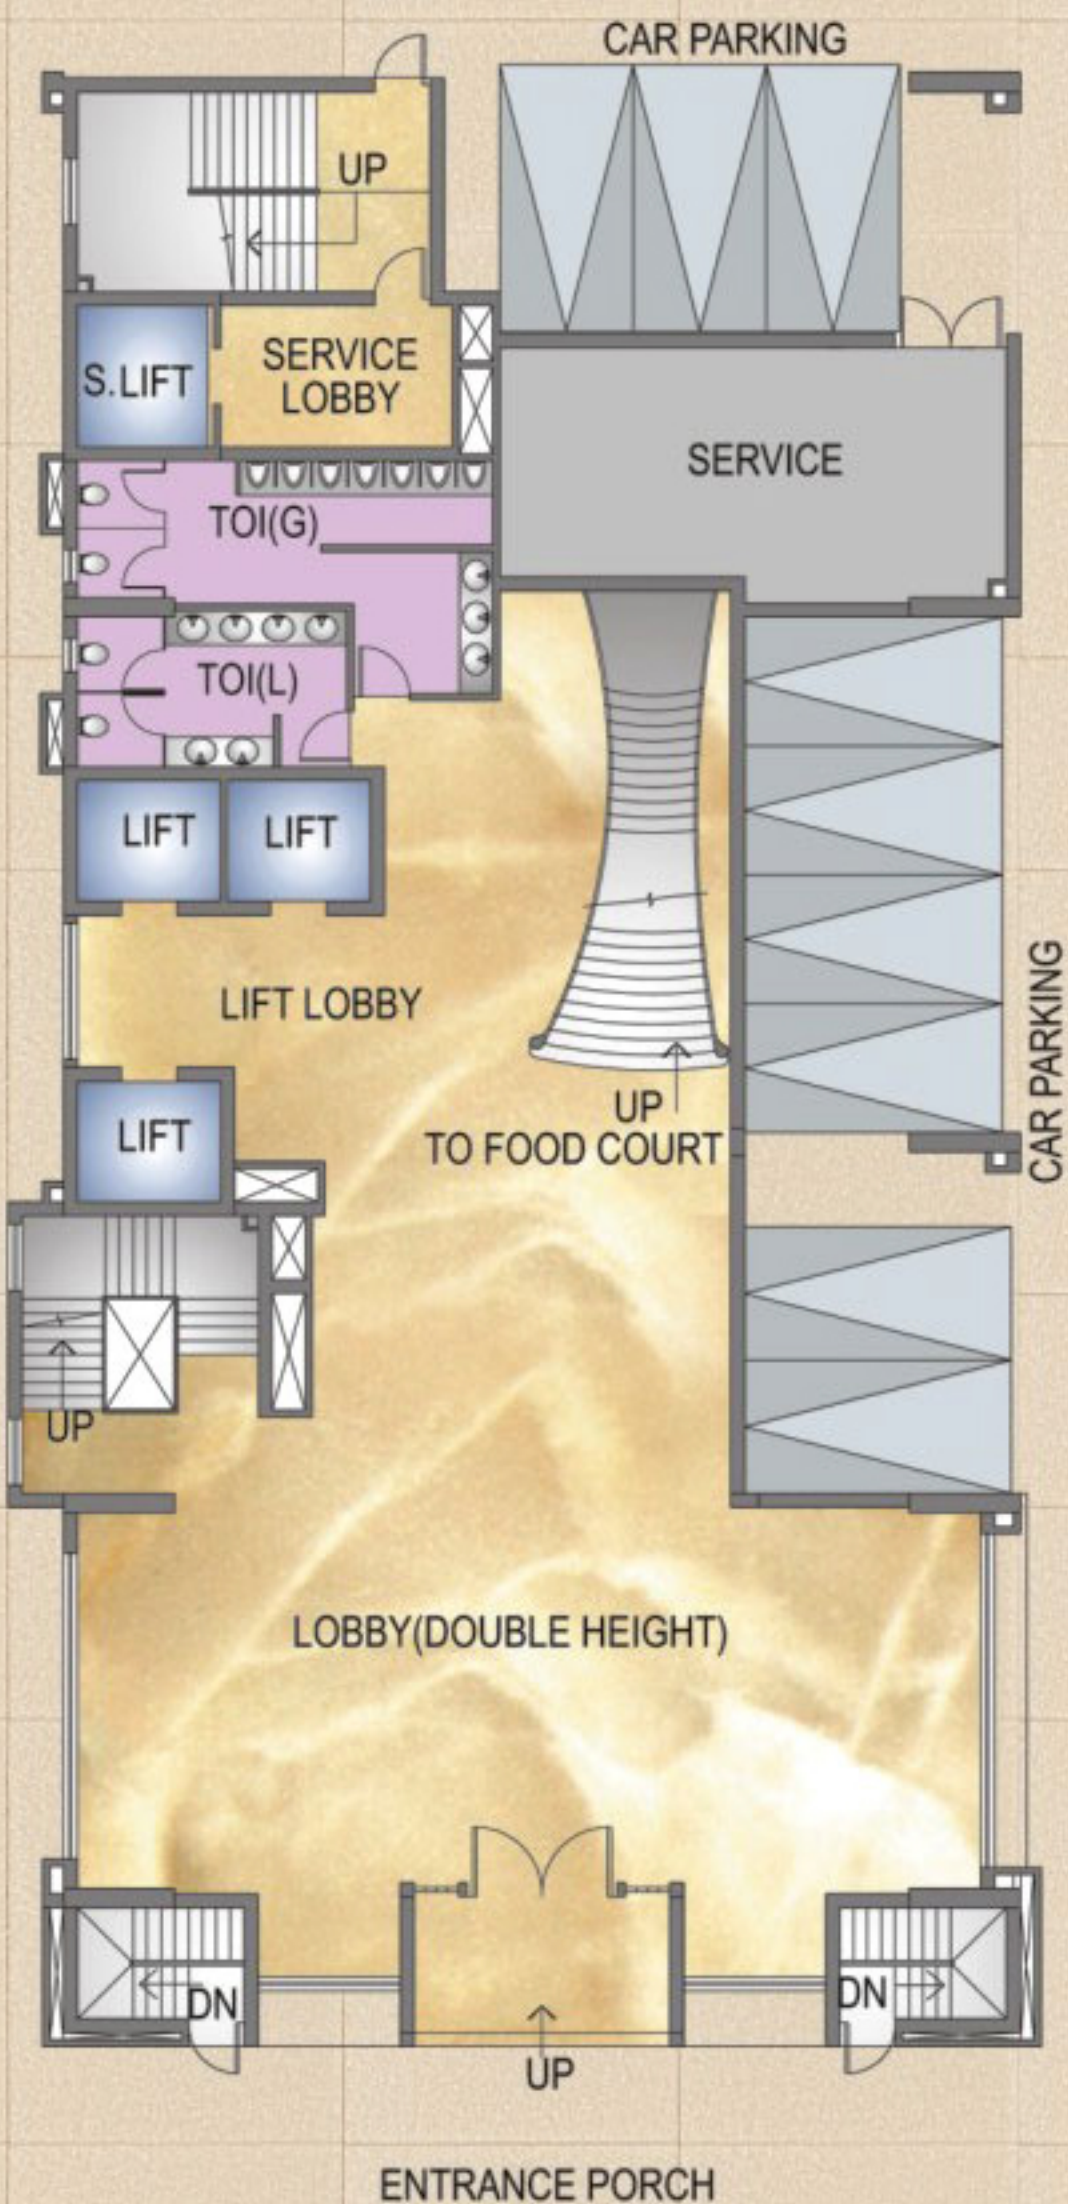 CAR PARKING
UP
S.LIFT
SERVICE
LOBBY
SERVICE
TOI(G)
TOI(L)
LIFT
LIFT
LIFT LOBBY
CAR PARKING
UP
TO FOOD COURT
LIFT
UP
LOBBY(DOUBLE HEIGHT)
DN
DN
UP
ENTRANCE PORCH